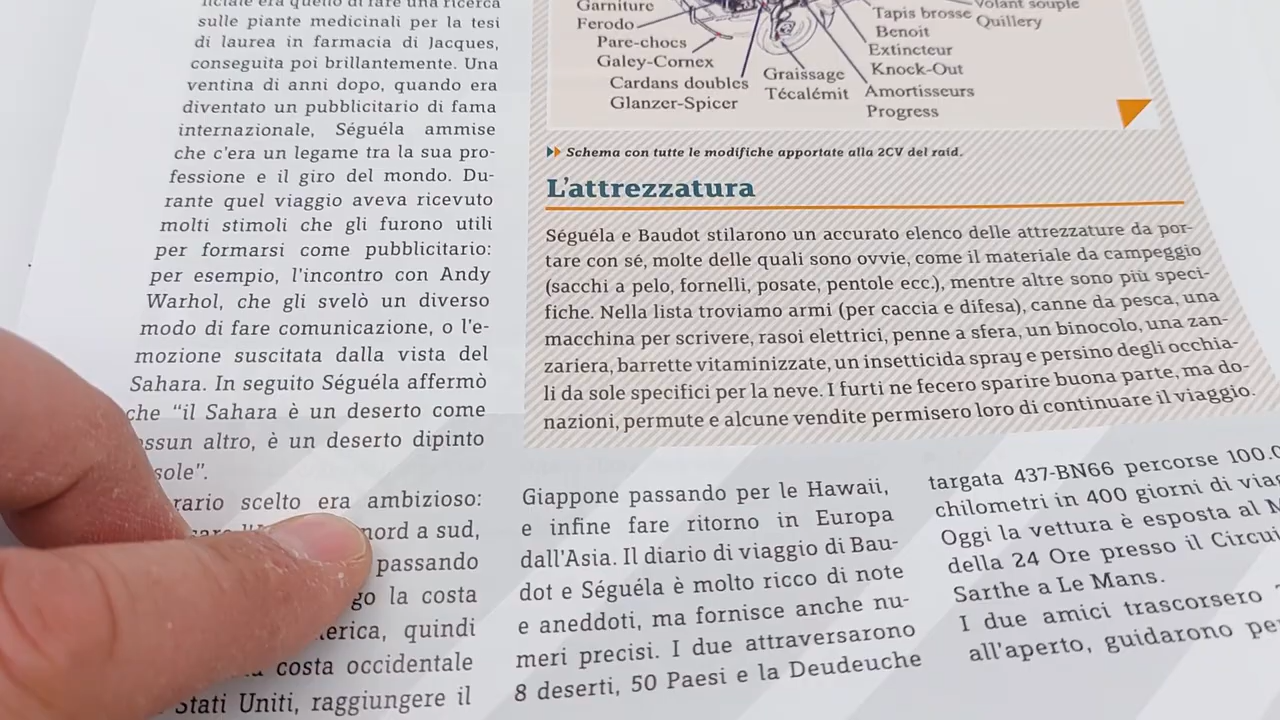 ficiale era quello di fare una ricerca
sulle piante medicinali per la tesi
di laurea in farmacia di Jacques,
conseguita poi brillantemente. Una
ventina di anni dopo, quando era
diventato un pubblicitario di fama
internazionale, Séguéla ammise
che c'era un legame tra la sua pro-
fessione e il giro del mondo. Du-
rante quel viaggio aveva ricevuto
molti stimoli che gli furono utili
per formarsi come pubblicitario:
per esempio, l'incontro con Andy
Warhol, che gli svelò un diverso
modo di fare comunicazione, o l'e-
mozione suscitata dalla vista del
Sahara. In seguito Séguéla affermò
che "il Sahara è un deserto come
altro, è un deserto dipinto
sole".
scelto era ambizioso:
nord a sud,
passando
la costa
quindi
costa occidentale
Stati Uniti, raggiungere il
Garniture
Ferodo
Pare-chocs
Galey-Cornex
Cardans doubles
Glanzer-Spicer
Graissage
Técalémit
Tapis brosse
Benoit
Extincteur
Knock-Out
Amortisseurs
Progress
Volant souple
Quillery
Schema con tutte le modifiche apportate alla 2CV del raid.
L'attrezzatura
Séguéla e Baudot stilarono un accurato elenco delle attrezzature da por-
tare con sé, molte delle quali sono ovvie, come il materiale da campeggio
(sacchi a pelo, fornelli, posate, pentole ecc.), mentre altre sono più speci-
fiche. Nella lista troviamo armi (per caccia e difesa), canne da pesca, una
macchina per scrivere, rasoi elettrici, penne a sfera, un binocolo, una zan-
zariera, barrette vitaminizzate, un insetticida spray e persino degli occhia-
li da sole specifici per la neve. I furti ne fecero sparire buona parte, ma do-
nazioni, permute e alcune vendite permisero loro di continuare il viaggio.
Giappone passando per le Hawaii,
e infine fare ritorno in Europa
dall'Asia. Il diario di viaggio di Bau-
dot e Séguéla è molto ricco di note
e aneddoti, ma fornisce anche nu-
meri precisi. I due attraversarono
8 deserti, 50 Paesi e la Deudeuche
targata 437-BN66 percorse 100.0
chilometri in 400 giorni di
Oggi la vettura è esposta al
della 24 Ore presso il
Sarthe a Le Mans.
I due amici trascorsero
all'aperto, guidarono